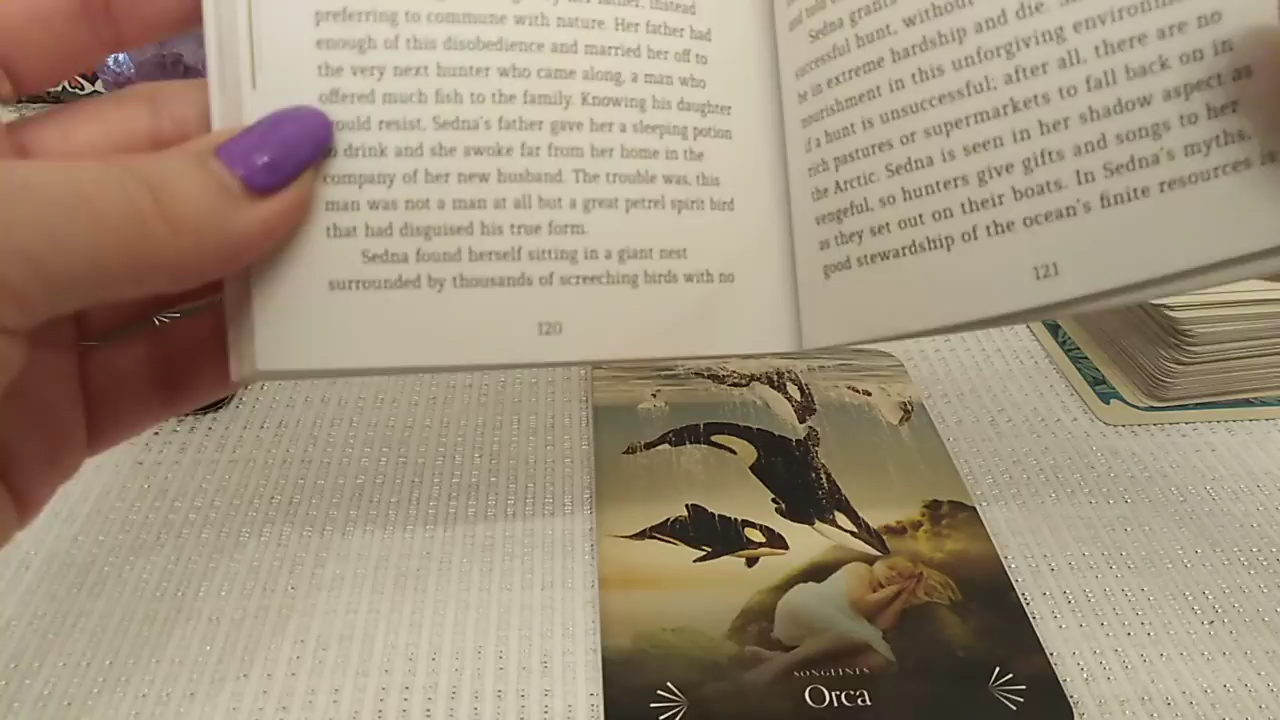 her father, instead
preferring to commune with nature. Her father had
enough of this disobedience and married her off to
the very next hunter who came along, a man who
offered much fish to the family. Knowing his daughter
would resist, Sedna's father gave her a sleeping potion
drink and she awoke far from her home in the
company of her new husband. The trouble was, this
man was not a man at all but a great petrel spirit bird
that had disguised his true form.
Sedna found herself sitting in a giant nest
surrounded by thousands of screeching birds with no
120
and told
Sedna grants
successful hunt, without
be in extreme hardship and die.
nourishment in this unforgiving
if a hunt is unsuccessful; after all, there are no
rich pastures or supermarkets to fall back on in
the Arctic. Sedna is seen in her shadow aspect as
vengeful, so hunters give gifts and songs to her
as they set out on their boats. In Sedna's myths,
good stewardship of the ocean's finite resources is
121
SONGLINES
Orca